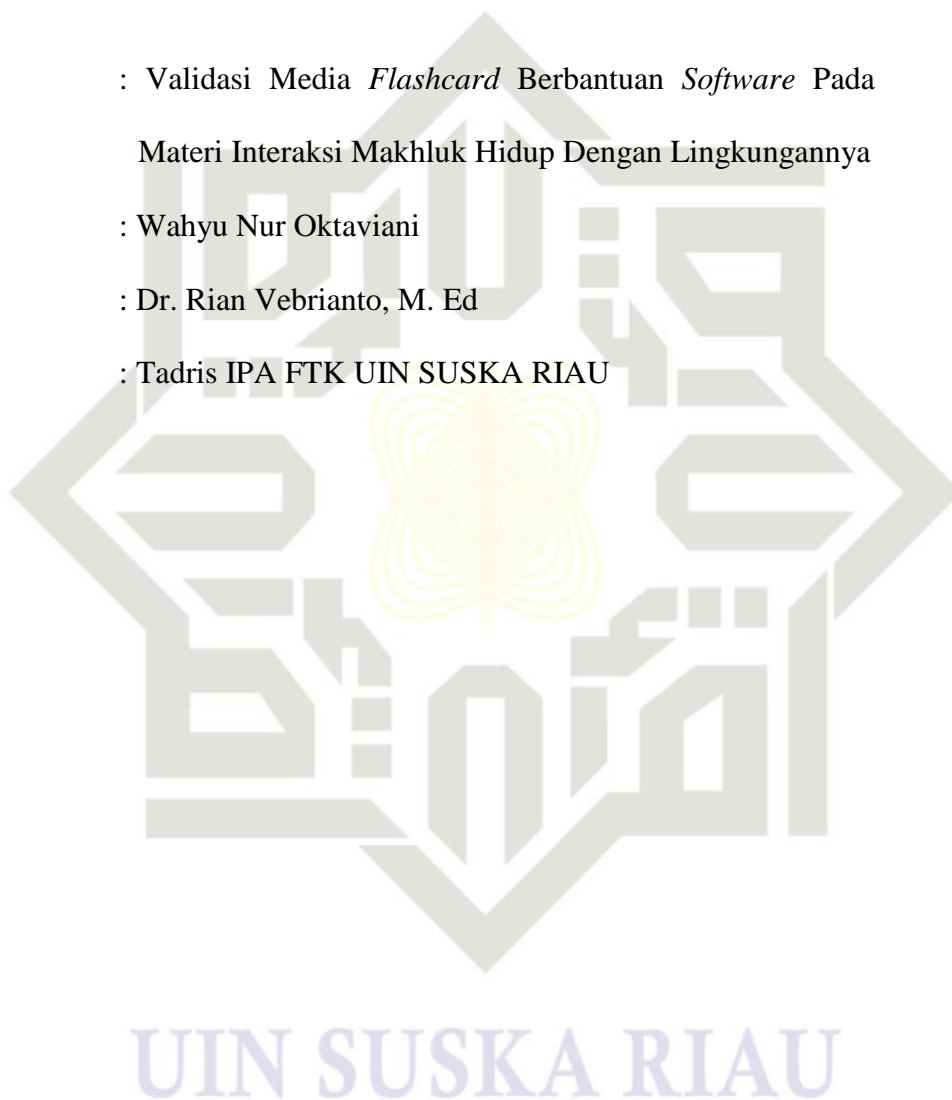 : Validasi Media Flashcard Berbantuan Software Pada
Materi Interaksi Makhluk Hidup Dengan Lingkungannya
: Wahyu Nur Oktaviani
: Dr. Rian Vebrianto, M. Ed
: Tadris IPA FTK UIN SUSKA RIAU
UIN SUSKA RIAU